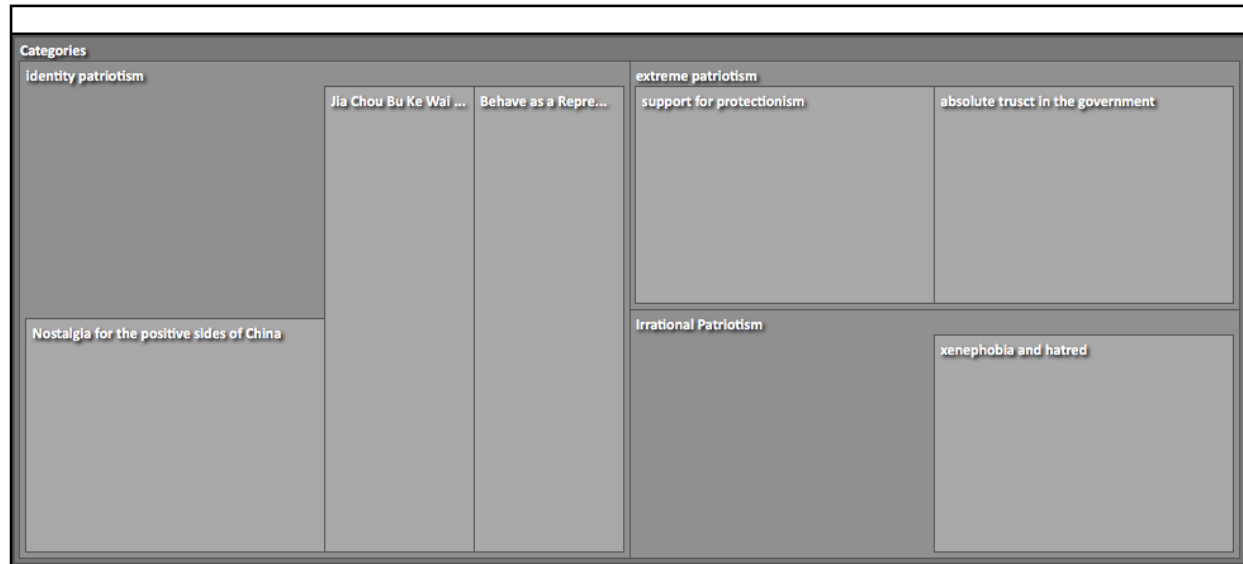 Categories
identity patriotism
Jia Chou Bu Ke Wai ...
Behave as a Repre...
Nostalgia for the positive sides of China
extreme patriotism
support for protectionism
absolute trusct in the government
Irrational Patriotism
xenephobia and hatred